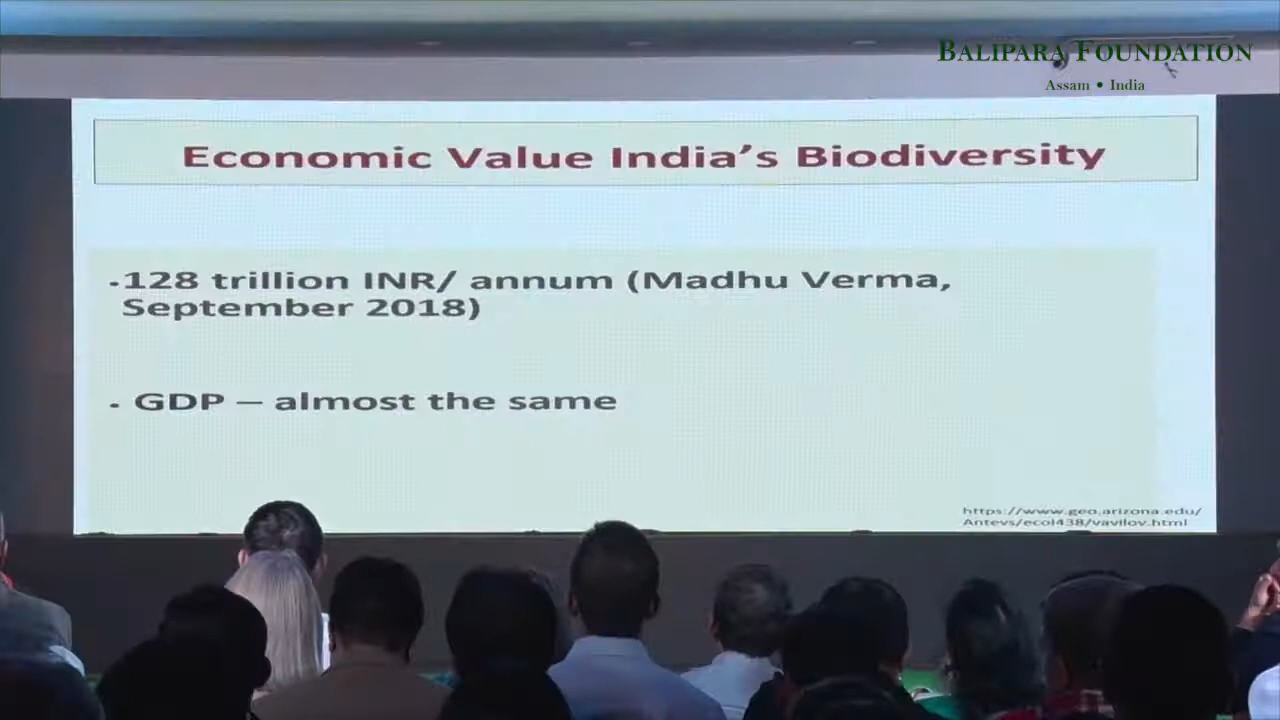 BALIPARA FOUNDATION
Assam • India
Economic Value India's Biodiversity
•128 trillion INR/ annum (Madhu Verma,
September 2018)
• GDP – almost the same
https://www.geo.arizona.edu/
Antevs/ecol438/vavilov.html